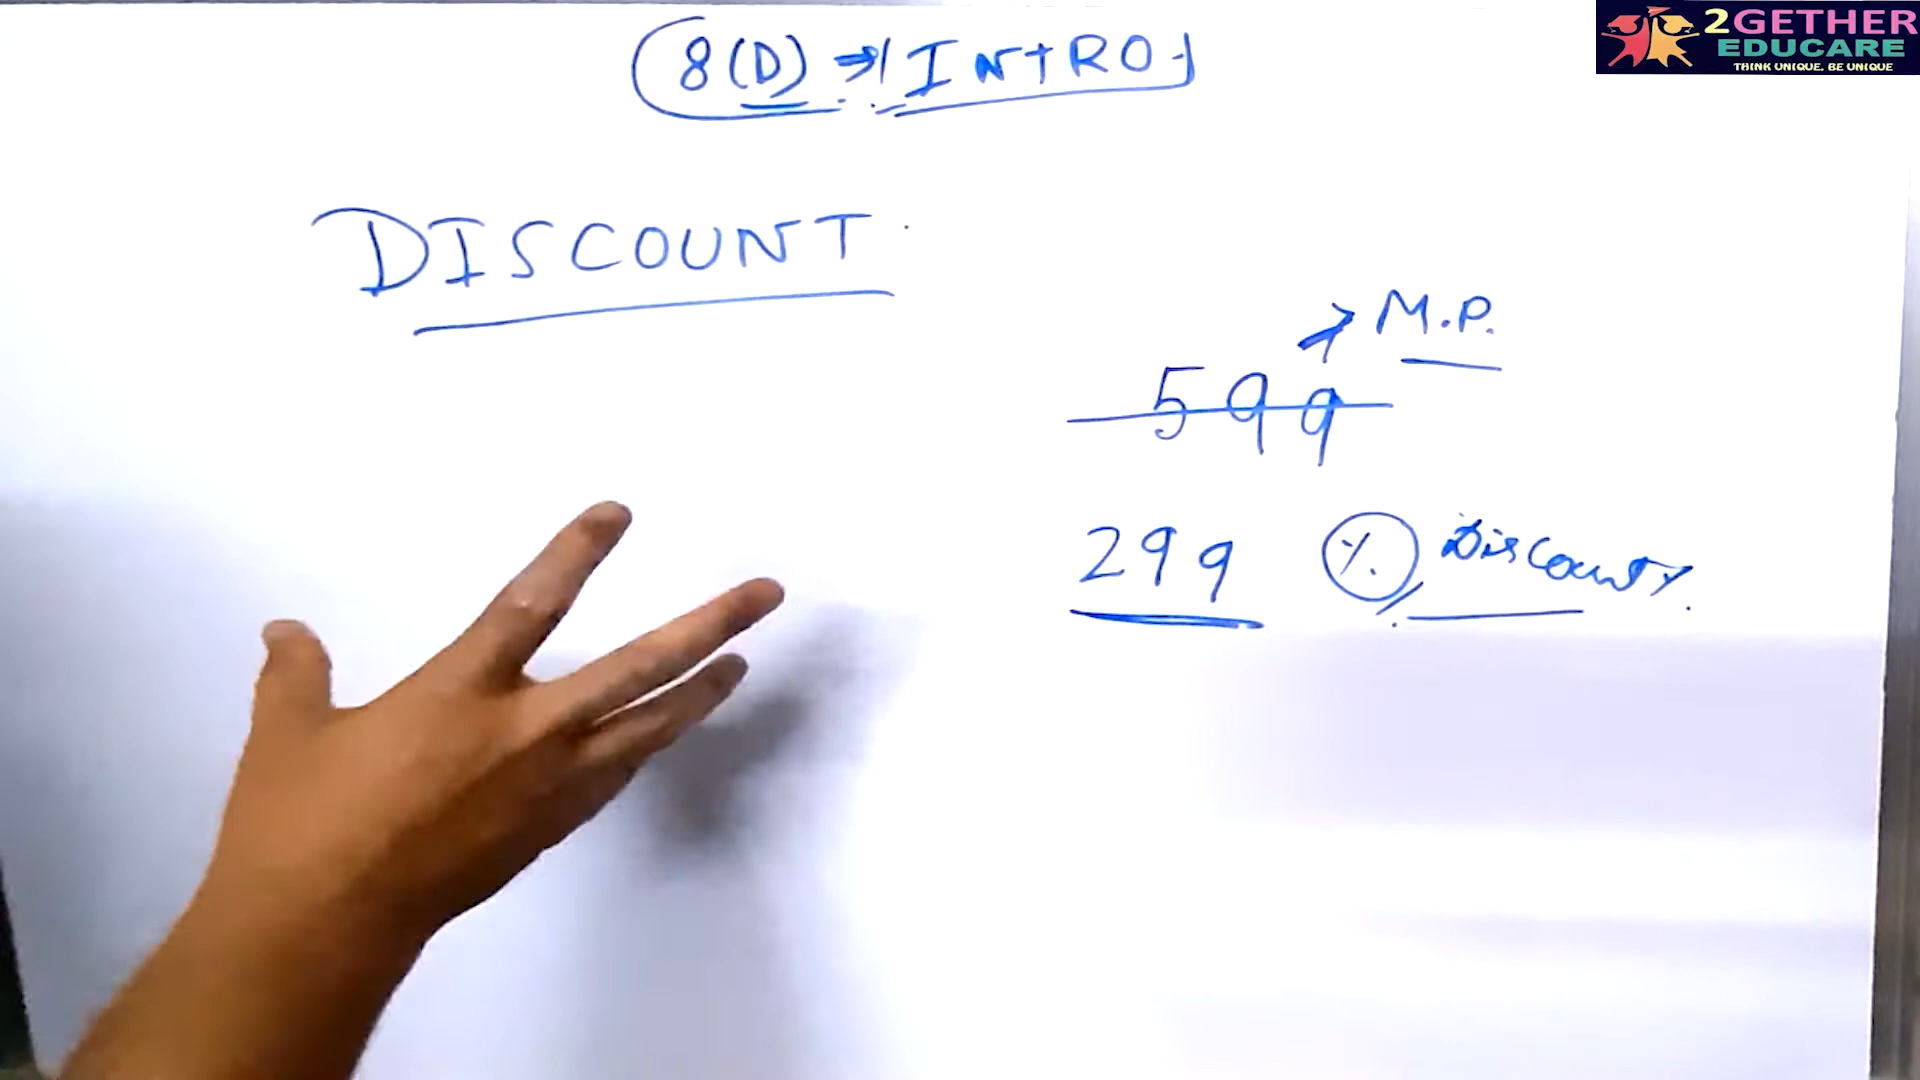 8(D) ⇒ INTRO
2GETHER
EDUCARE
THINK UNIQUE. BE UNIQUE
DISCOUNT
→ M.P.
599
299 % Discount